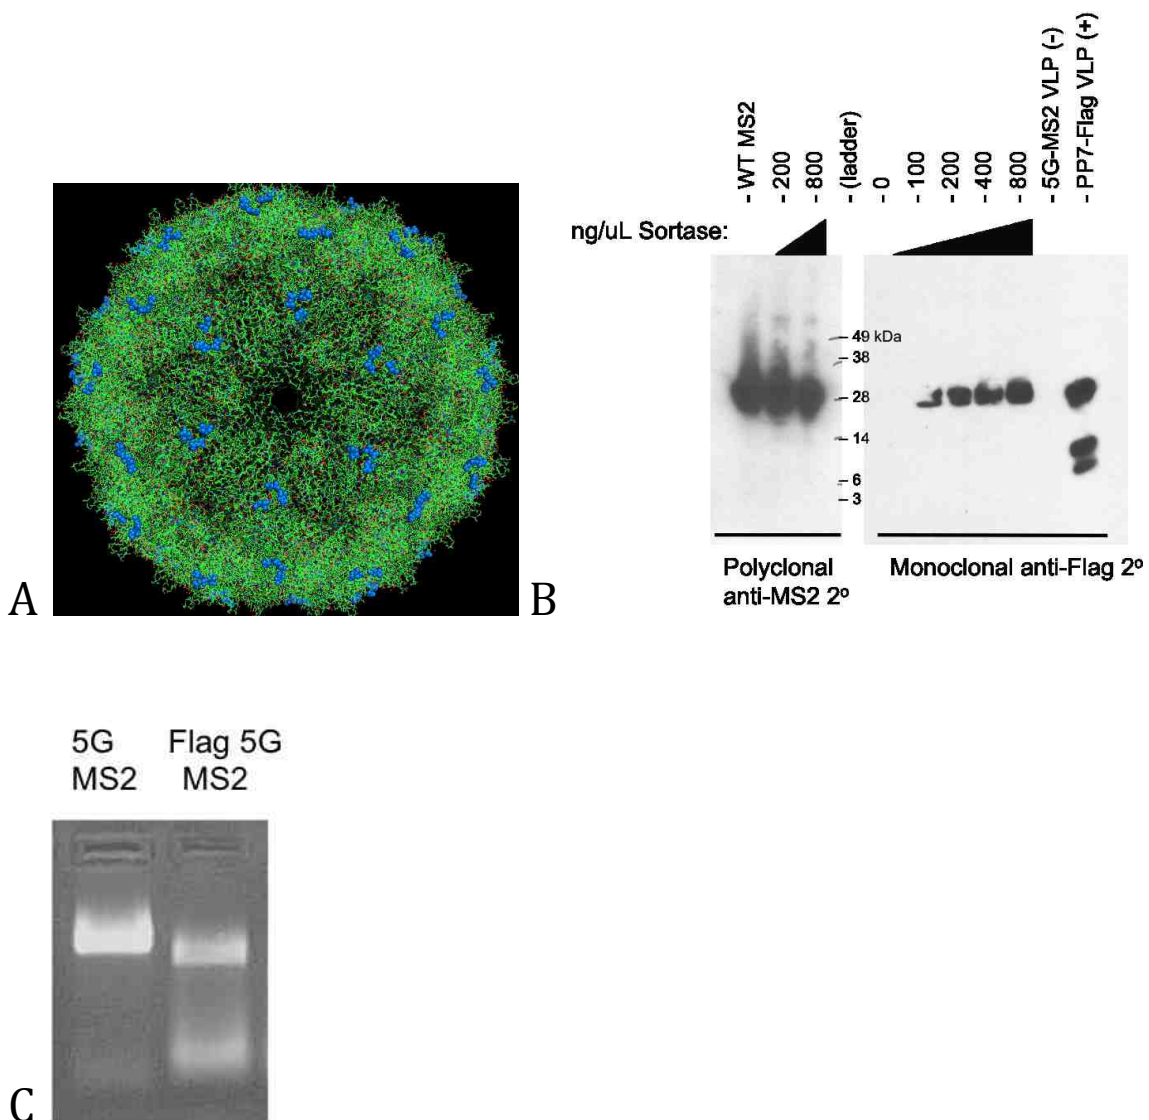 A
B
- WT MS2
- 200
- 800
- (ladder)
- 0
- 100
- 200
- 400
- 800
- 5G-MS2 VLP (-)
- PP7-Flag VLP (+)
ng/uL Sortase:
- 49 kDa
- 38
- 28
- 14
- 6
- 3
Polyclonal
anti-MS2 2º
Monoclonal anti-Flag 2º
5G
MS2
Flag 5G
MS2
C